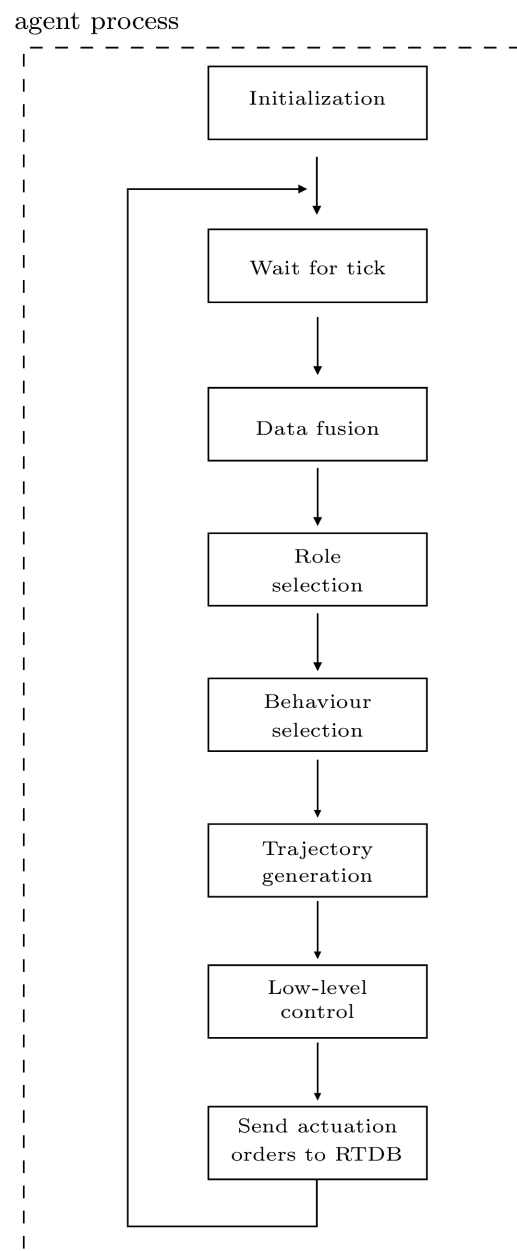 agent process
Initialization
Wait for tick
Data fusion
Role
selection
Behaviour
selection
Trajectory
generation
Low-level
control
Send actuation
orders to RTDB